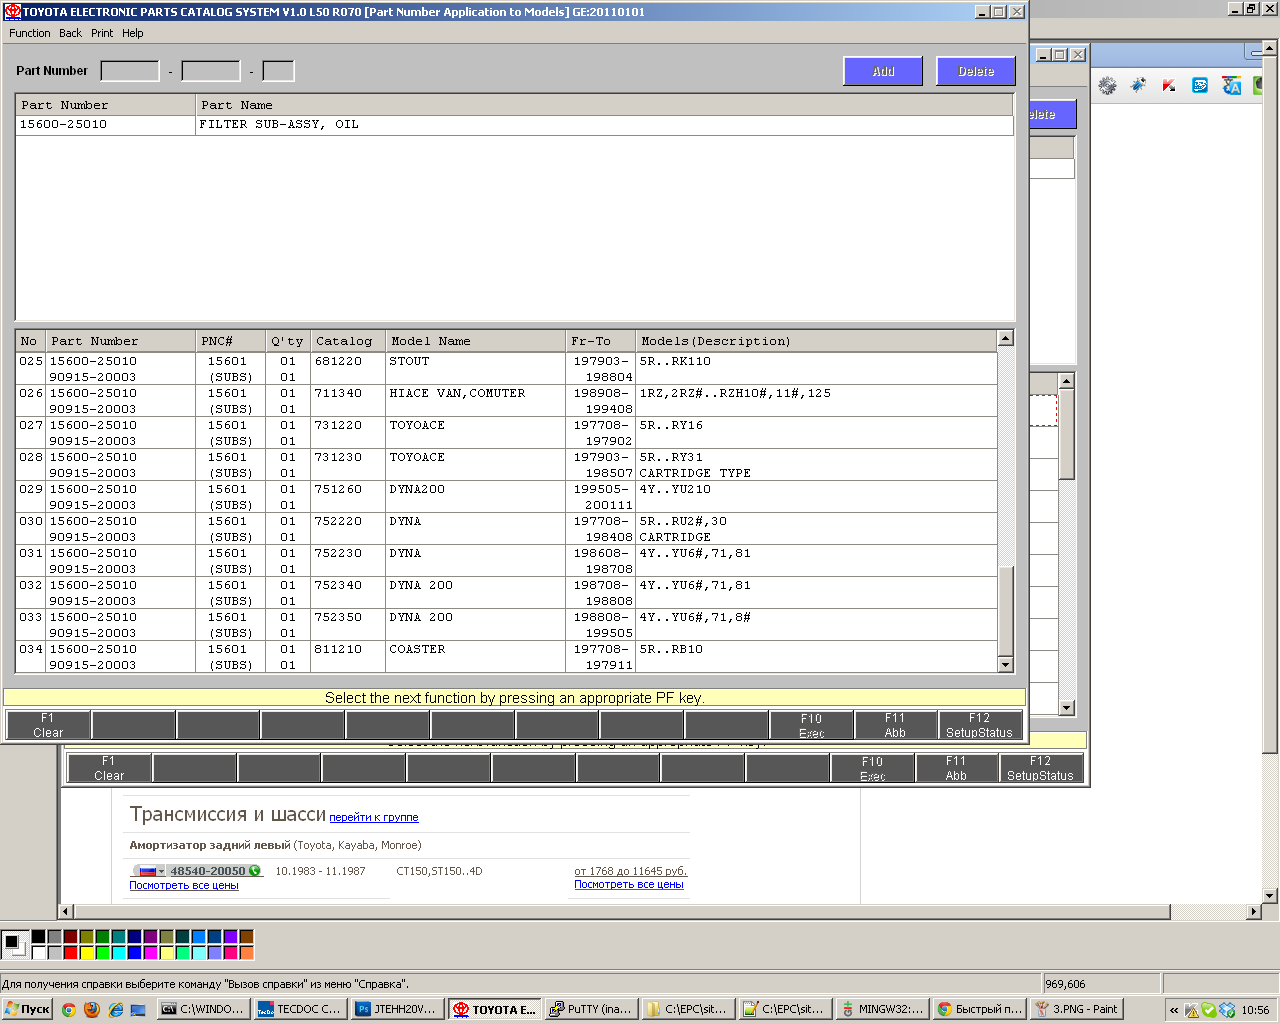 TOYOTA ELECTRONIC PARTS CATALOG SYSTEM V1.0 L50 R070 [Part Number Application to Models] GE:20110101
Function Back Print Help
Part Number - - Add Delete
Part Number Part Name
15600-25010 FILTER SUB-ASSY, OIL
No Part Number PNC# Q'ty Catalog Model Name Fr-To Models(Description)
025 15600-25010 15601 01 681220 STOUT 197903- 5R..RK110
90915-20003 (SUBS) 01 198804
026 15600-25010 15601 01 711340 HIACE VAN,COMUTER 198908- 1RZ,2RZ#..RZH10#,11#,125
90915-20003 (SUBS) 01 199408
027 15600-25010 15601 01 731220 TOYOACE 197708- 5R..RY16
90915-20003 (SUBS) 01 197902
028 15600-25010 15601 01 731230 TOYOACE 197903- 5R..RY31
90915-20003 (SUBS) 01 198507 CARTRIDGE TYPE
029 15600-25010 15601 01 751260 DYNA200 199505- 4Y..YU210
90915-20003 (SUBS) 01 200111
030 15600-25010 15601 01 752220 DYNA 197708- 5R..RU2#,30
90915-20003 (SUBS) 01 198408 CARTRIDGE
031 15600-25010 15601 01 752230 DYNA 198608- 4Y..YU6#,71,81
90915-20003 (SUBS) 01 198708
032 15600-25010 15601 01 752340 DYNA 200 198708- 4Y..YU6#,71,81
90915-20003 (SUBS) 01 198808
033 15600-25010 15601 01 752350 DYNA 200 198808- 4Y..YU6#,71,8#
90915-20003 (SUBS) 01 199505
034 15600-25010 15601 01 811210 COASTER 197708- 5R..RB10
90915-20003 (SUBS) 01 197911
Select the next function by pressing an appropriate PF key.
F1 F10 F11 F12
Clear Exec Abb SetupStatus
F1 F10 F11 F12
Clear Exec Abb SetupStatus
Трансмиссия и шасси перейти к группе
Амортизатор задний левый (Toyota, Kayaba, Monroe)
48540-20050 10.1983 - 11.1987 CT150,ST150..4D от 1768 до 11645 руб.
Посмотреть все цены Посмотреть все цены
Для получения справки выберите команду "Вызов справки" из меню "Справка". 969,606
Пуск C:\WINDO... TECDOC C... JTEHH20V... TOYOTA E... PuTTY (ina... C:\EPC\sit... C:\EPC\sit... MINGW32:... Быстрый п... 3.PNG - Paint « 10:56